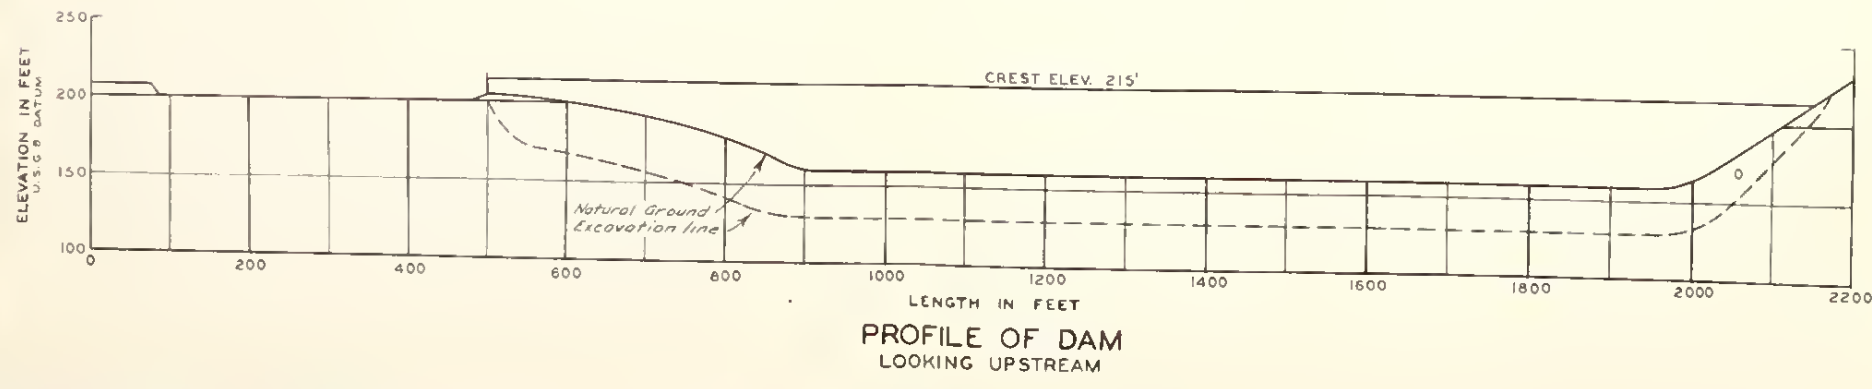 250
CREST ELEV. 215'
200
ELEVATION IN FEET
U.S.G.S DATUM
150
Natural Ground
Excavation line
100
0 200 400 600 800 1000 1200 1400 1600 1800 2000 2200
LENGTH IN FEET
PROFILE OF DAM
LOOKING UPSTREAM